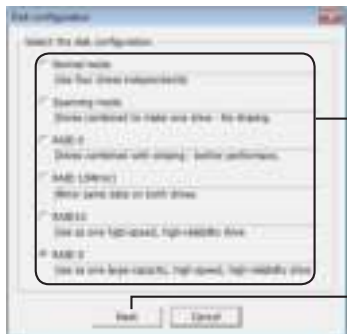 Disk configuration
Select the disk configuration.
Normal mode
Use four drives independently
Spanning mode
Drives combined to make one drive - No striping.
RAID 0
Drives combined with striping - better performance.
RAID 1(Mirror)
Mirror same data on both drives.
RAID10
Use as one high-speed, high-reliability drive
RAID 5
Use as one large-capacity, high-speed, high-reliability drive
Next
Cancel